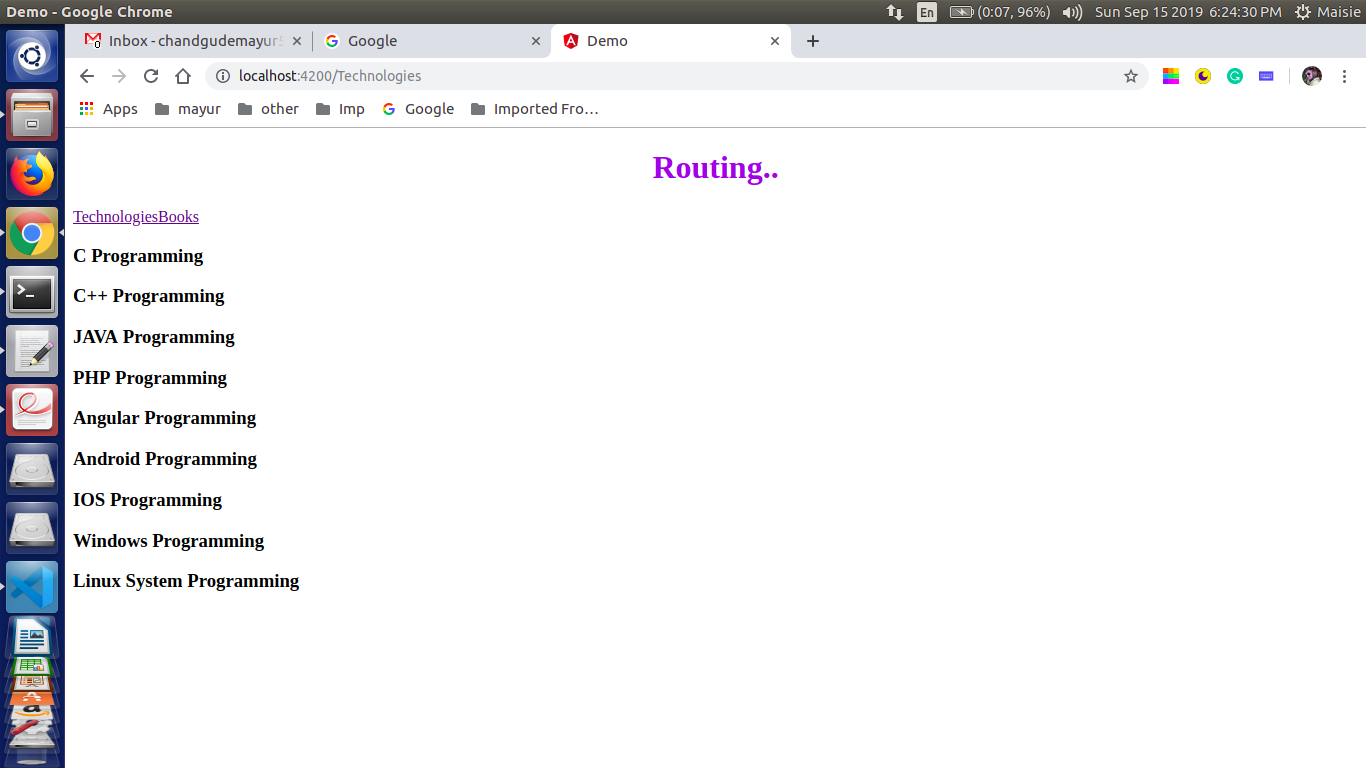 Demo - Google Chrome En (0:07, 96%) Sun Sep 15 2019 6:24:30 PM Maisie
Inbox - chandgudemayur Google Demo
localhost:4200/Technologies
Apps mayur other Imp Google Imported Fro…
Routing..
TechnologiesBooks
C Programming
C++ Programming
JAVA Programming
PHP Programming
Angular Programming
Android Programming
IOS Programming
Windows Programming
Linux System Programming